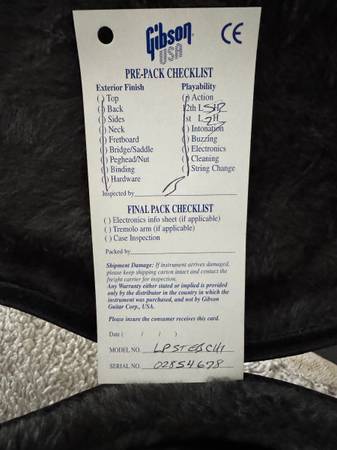 Gibson
USA
CE
PRE-PACK CHECKLIST
Exterior Finish Playability
( ) Top ( ) Action
( ) Back 12th L
( ) Sides 1st L
( ) Neck ( ) Intonation
( ) Fretboard ( ) Buzzing
( ) Bridge/Saddle ( ) Electronics
( ) Peghead/Nut ( ) Cleaning
( ) Binding ( ) String Change
( ) Hardware
Inspected by
FINAL PACK CHECKLIST
( ) Electronics info sheet (if applicable)
( ) Tremolo arm (if applicable)
( ) Case Inspection
Packed by
Shipment Damage: If instrument arrives damaged,
please keep shipping carton intact and contact the
freight carrier for inspection.
Any Warranty either stated or implied is provided
only by the distributor in the country in which the
instrument was purchased, and not by Gibson
Guitar Corp., USA.
Please insure the consumer receives this card.
Date ( / / )
MODEL NO. LPSTEBCH1
SERIAL NO. 02854678